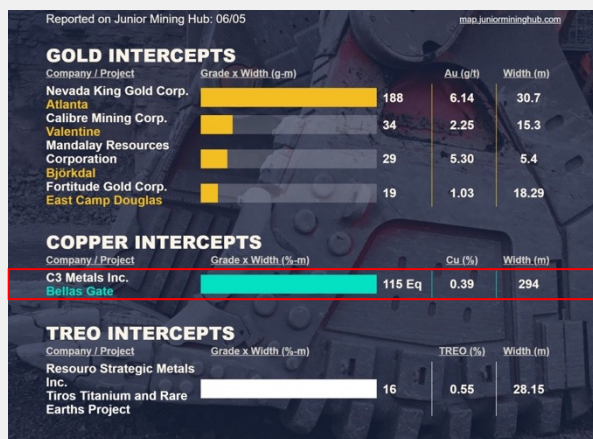 Reported on Junior Mining Hub: 06/05 map.juniormininghub.com
GOLD INTERCEPTS
Company / Project Grade x Width (g-m) Au (g/t) Width (m)
Nevada King Gold Corp.
Atlanta 188 6.14 30.7
Calibre Mining Corp.
Valentine 34 2.25 15.3
Mandalay Resources
Corporation 29 5.30 5.4
Björkdal
Fortitude Gold Corp. 19 1.03 18.29
East Camp Douglas
COPPER INTERCEPTS
Company / Project Grade x Width (%-m) Cu (%) Width (m)
C3 Metals Inc. 115 Eq 0.39 294
Bellas Gate
TREO INTERCEPTS
Company / Project Grade x Width (%-m) TREO (%) Width (m)
Resouro Strategic Metals
Inc. 16 0.55 28.15
Tiros Titanium and Rare
Earths Project